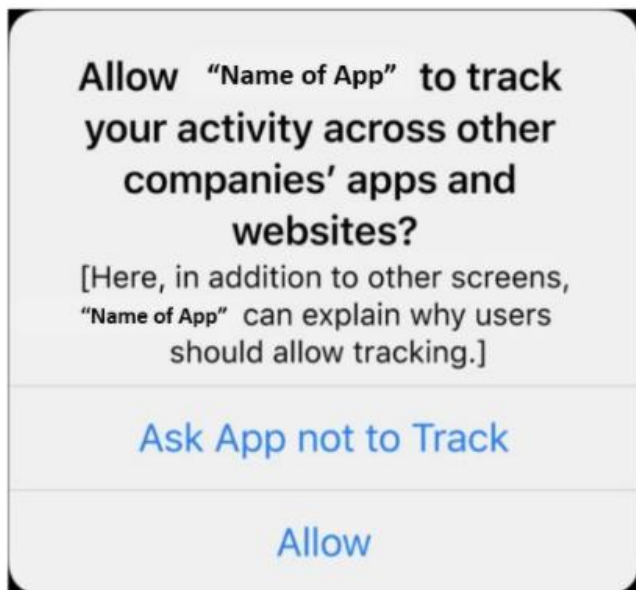 Allow “Name of App” to track
your activity across other
companies’ apps and
websites?
[Here, in addition to other screens,
“Name of App” can explain why users
should allow tracking.]
Ask App not to Track
Allow